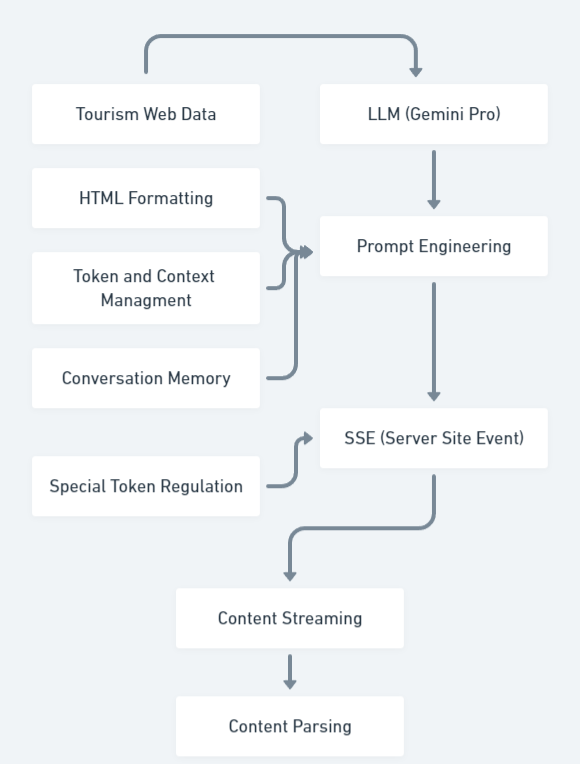 Tourism Web Data
LLM (Gemini Pro)
HTML Formatting
Prompt Engineering
Token and Context
Managment
Conversation Memory
SSE (Server Site Event)
Special Token Regulation
Content Streaming
Content Parsing